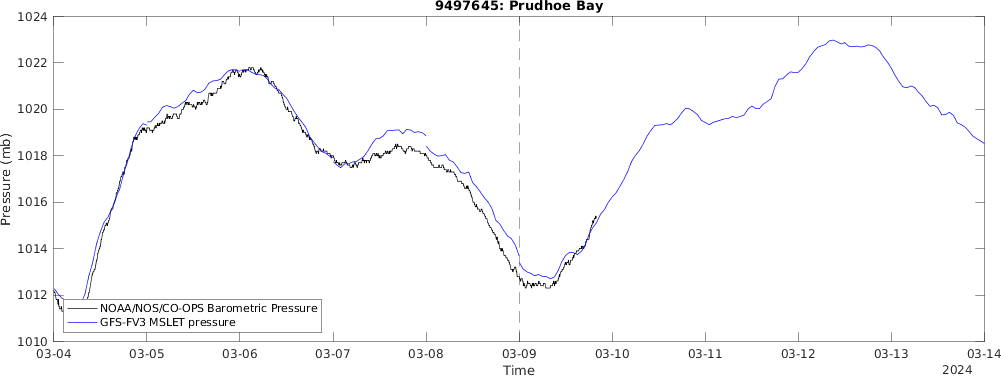 9497645: Prudhoe Bay
1024
1022
1020
1018
1016
1014
1012
1010
Pressure (mb)
NOAA/NOS/CO-OPS Barometric Pressure
GFS-FV3 MSLET pressure
03-04 03-05 03-06 03-07 03-08 03-09 03-10 03-11 03-12 03-13 03-14
Time
2024